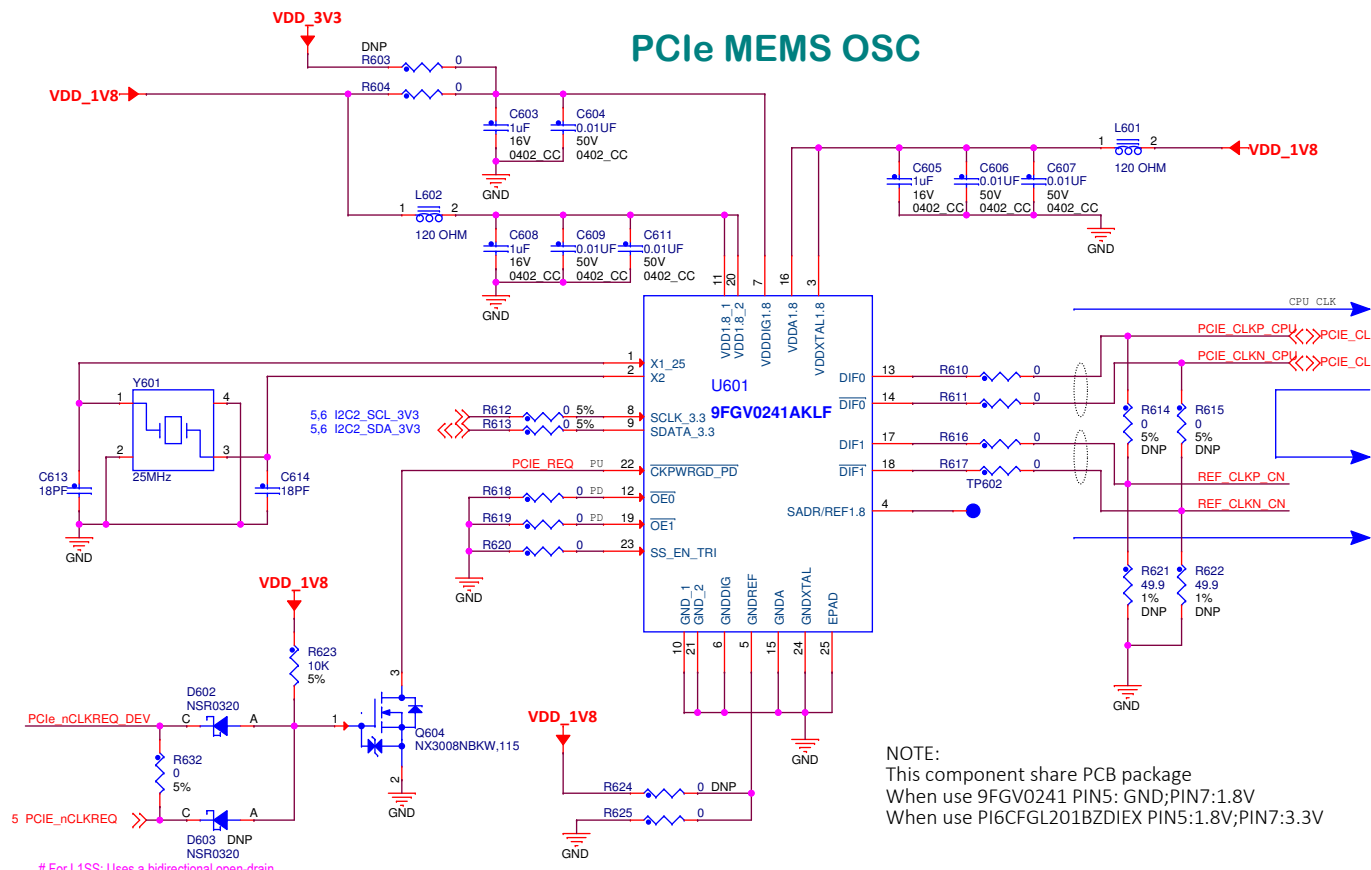 PCIe MEMS OSC
VDD_3V3
DNP
R603 0
VDD_1V8
R604 0
C603
1uF
16V
0402_CC
C604
0.01UF
50V
0402_CC
GND
L602
1 2
120 OHM
C608
1uF
16V
0402_CC
C609
0.01UF
50V
0402_CC
C611
0.01UF
50V
0402_CC
GND
L601
1 2
120 OHM
VDD_1V8
C605
1uF
16V
0402_CC
C606
0.01UF
50V
0402_CC
C607
0.01UF
50V
0402_CC
GND
11 VDD1.8_1
20 VDD1.8_2
7 VDDDIG1.8
16 VDDA1.8
3 VDDXTAL1.8
U601
9FGV0241AKLF
1 X1_25
2 X2
8 SCLK_3.3
9 SDATA_3.3
22 CKPWRGD_PD
12 OE0
19 OE1
23 SS_EN_TRI
DIF0 13
DIF0 14
DIF1 17
DIF1 18
SADR/REF1.8 4
GND_1 10
GND_2 21
GNDDIG 6
GNDREF 5
GNDA 15
GNDXTAL 24
EPAD 25
Y601
1 4
2 3
25MHz
C613
18PF
C614
18PF
GND
5,6 I2C2_SCL_3V3
5,6 I2C2_SDA_3V3
R612 0 5%
R613 0 5%
PCIE_REQ PU
R618 0 PD
R619 0 PD
R620 0
GND
R610 0
R611 0
R616 0
R617 0
TP602
CPU CLK
PCIE_CLKP_CPU PCIE_CL
PCIE_CLKN_CPU PCIE_CL
R614
0
5%
DNP
R615
0
5%
DNP
REF_CLKP_CN
REF_CLKN_CN
R621
49.9
1%
DNP
R622
49.9
1%
DNP
GND
VDD_1V8
R623
10K
5%
D602
NSR0320
PCIe_nCLKREQ_DEV C A
R632
0
5%
5 PCIE_nCLKREQ C A
D603 DNP
NSR0320
1
3
2
Q604
NX3008NBKW,115
GND
VDD_1V8
R624 0 DNP
R625 0
GND
GND
NOTE:
This component share PCB package
When use 9FGV0241 PIN5: GND;PIN7:1.8V
When use PI6CFGL201BZDIEX PIN5:1.8V;PIN7:3.3V
# For L1SS: Uses a bidirectional open-drain